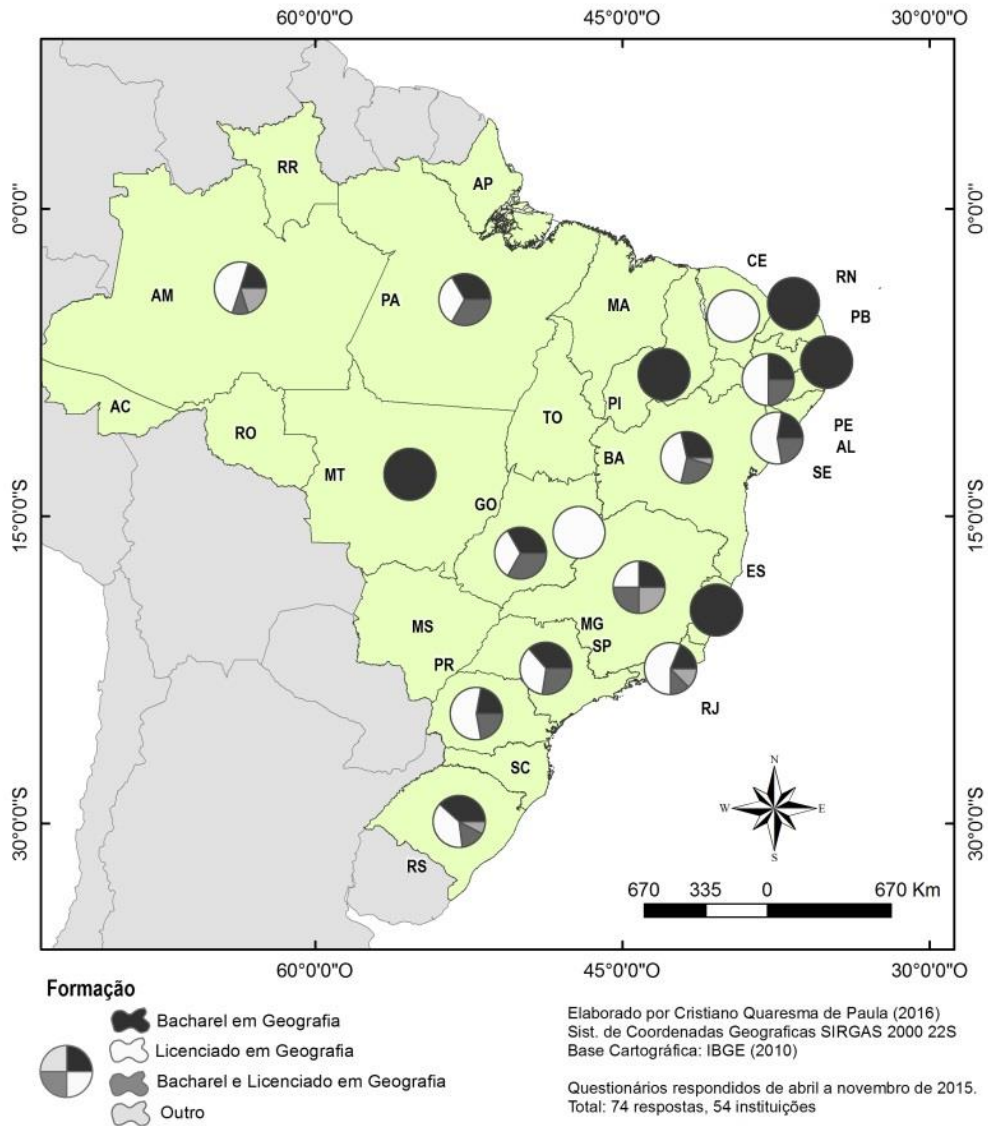 60°0'0"O 45°0'0"O 30°0'0"O
0°0'0"
15°0'0"S
30°0'0"S
RR
AP
AM
PA
MA
CE
RN
PB
AC
RO
PI
TO
PE
AL
SE
BA
MT
GO
ES
MS
MG
SP
PR
RJ
SC
RS
N
W E
S
0°0'0"
15°0'0"S
30°0'0"S
670 335 0 670 Km
60°0'0"O 45°0'0"O 30°0'0"O
Formação
Bacharel em Geografia
Licenciado em Geografia
Bacharel e Licenciado em Geografia
Outro
Elaborado por Cristiano Quaresma de Paula (2016)
Sist. de Coordenadas Geograficas SIRGAS 2000 22S
Base Cartográfica: IBGE (2010)
Questionários respondidos de abril a novembro de 2015.
Total: 74 respostas, 54 instituições